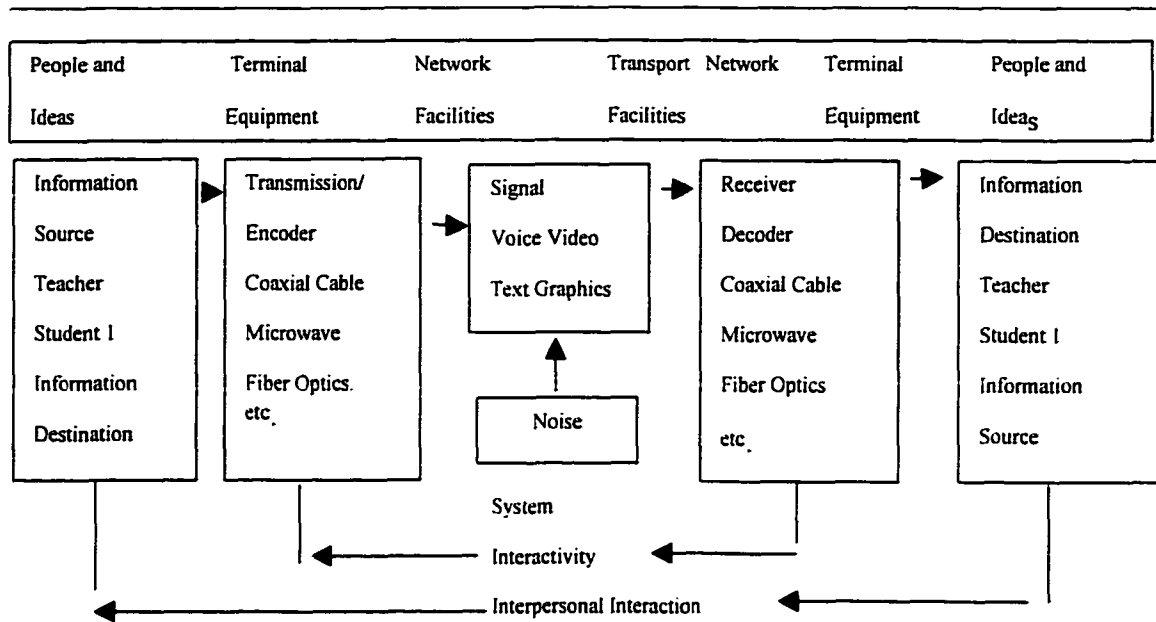 People and Terminal Network Transport Network Terminal People and
Ideas Equipment Facilities Facilities Equipment Ideas
Information
Source
Teacher
Student 1
Information
Destination
Transmission/
Encoder
Coaxial Cable
Microwave
Fiber Optics.
etc.
Signal
Voice Video
Text Graphics
Noise
Receiver
Decoder
Coaxial Cable
Microwave
Fiber Optics
etc.
Information
Destination
Teacher
Student 1
Information
Source
System
Interactivity
Interpersonal Interaction